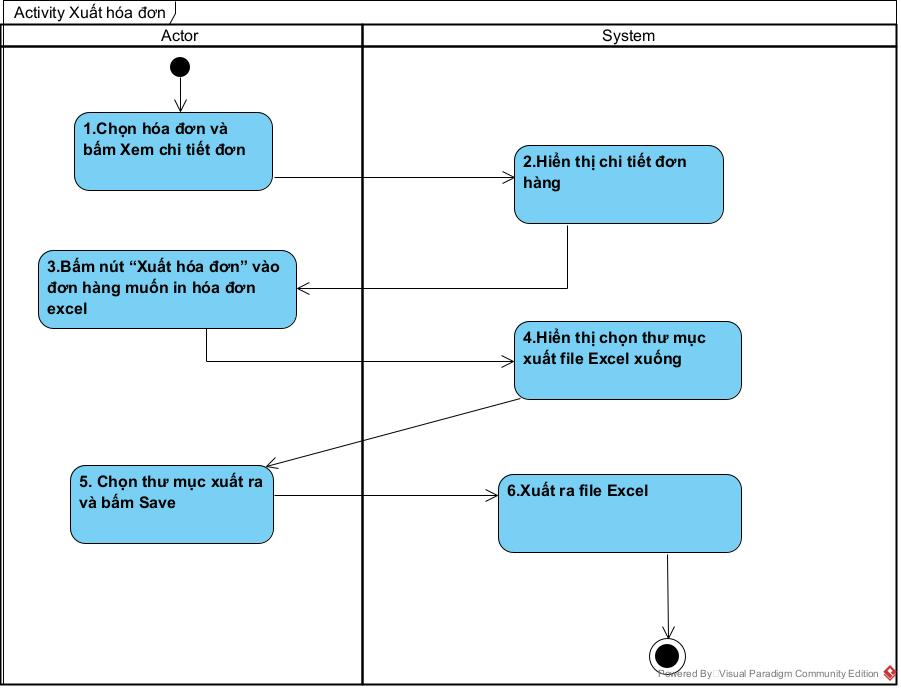 Activity Xuất hóa đơn
Actor
System
1.Chọn hóa đơn và
bấm Xem chi tiết đơn
2.Hiển thị chi tiết đơn
hàng
3.Bấm nút “Xuất hóa đơn” vào
đơn hàng muốn in hóa đơn
excel
4.Hiển thị chọn thư mục
xuất file Excel xuống
5. Chọn thư mục xuất ra
và bấm Save
6.Xuất ra file Excel
Powered By Visual Paradigm Community Edition